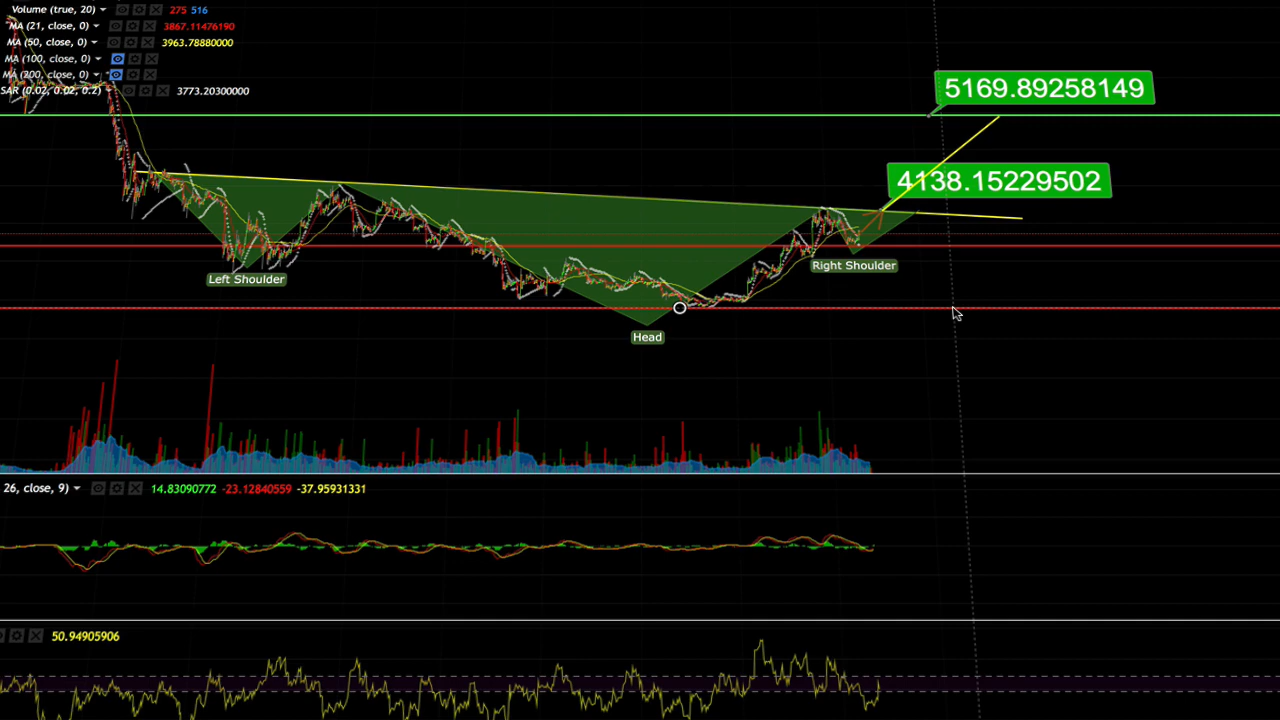 Volume (true, 20) 275 516
MA (21, close, 0) 3867.11476190
MA (50, close, 0) 3963.78880000
MA (100, close, 0)
MA (200, close, 0)
SAR (0.02, 0.02, 0.2) 3773.20300000
5169.89258149
4138.15229502
Left Shoulder
Right Shoulder
Head
26, close, 9) 14.83090772 -23.12840559 -37.95931331
50.94905906